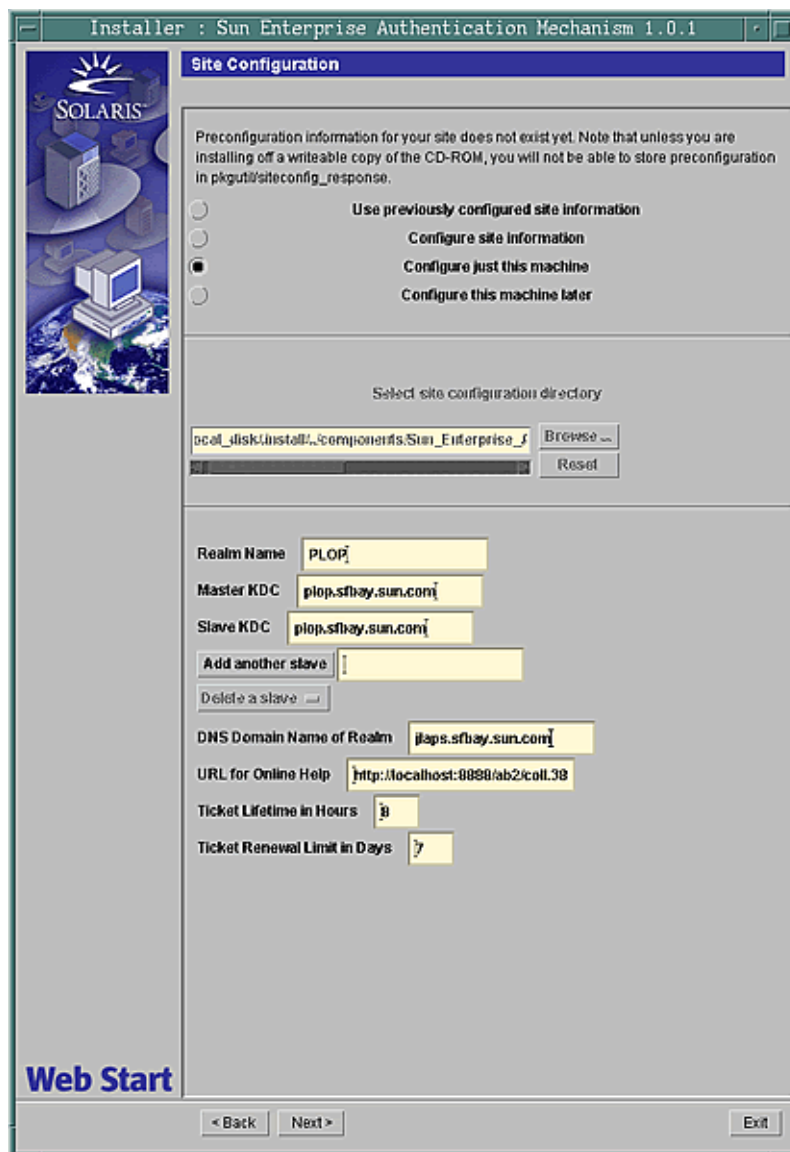 Installer : Sun Enterprise Authentication Mechanism 1.0.1
SOLARIS
Site Configuration
Preconfiguration information for your site does not exist yet. Note that unless you are
installing off a writeable copy of the CD-ROM, you will not be able to store preconfiguration
in pkgutil/siteconfig_response.
Use previously configured site information
Configure site information
Configure just this machine
Configure this machine later
Select site configuration directory
ocal_disk/.install/../components/Sun_Enterprise_A
Browse ...
Reset
Realm Name PLOP
Master KDC plop.sfbay.sun.com
Slave KDC plop.sfbay.sun.com
Add another slave
Delete a slave
DNS Domain Name of Realm jlaps.sfbay.sun.com
URL for Online Help http://localhost:8888/ab2/coll.38
Ticket Lifetime in Hours 8
Ticket Renewal Limit in Days 7
Web Start
< Back Next > Exit